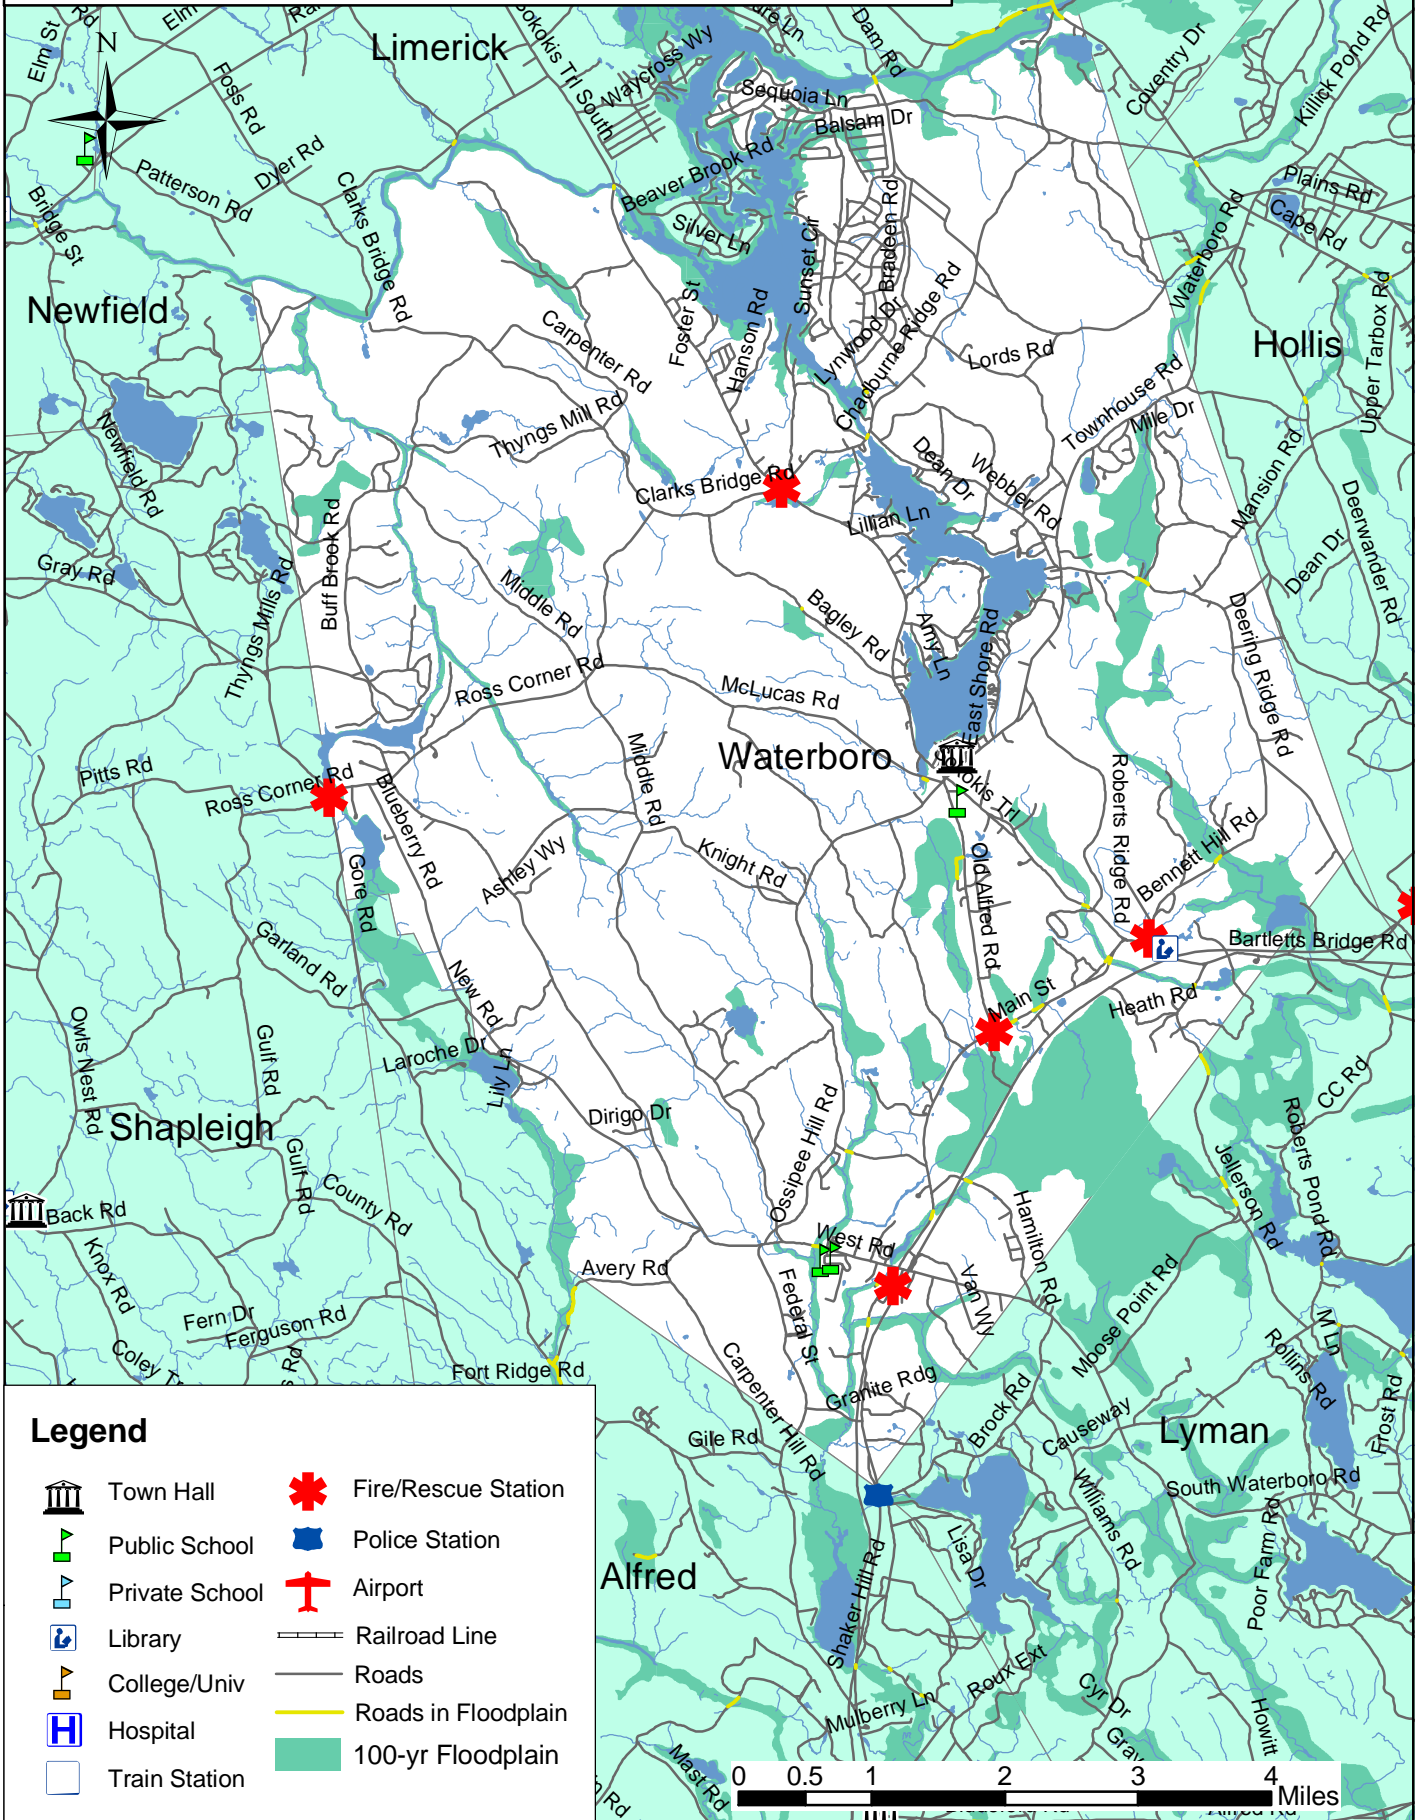 Elm St
Rd
Elm
N
Foss Rd
Limerick
Sokokis Trl South
Waycross Wy
Dam Rd
Sequoia Ln
Balsam Dr
Coventry Dr
Killick Pond Rd
Patterson Rd
Dyer Rd
Clarks Bridge Rd
Bridge St
Beaver Brook Rd
Silver Ln
Sunset Cir
Bradeen Rd
Plains Rd
Cape Rd
Waterboro Rd
Newfield
Foster St
Hanson Rd
Lynwood Dr
Chadburne Ridge Rd
Lords Rd
Hollis
Upper Tarbox Rd
Carpenter Rd
Thyngs Mill Rd
Townhouse Rd
Mile Dr
Newfield Rd
Clarks Bridge Rd
Dean Dr
Webber Rd
Mansion Rd
Deerwander Rd
Dean Dr
Lillian Ln
Gray Rd
Buff Brook Rd
Thyngs Mills Rd
Middle Rd
Bagley Rd
Amy Ln
East Shore Rd
Deering Ridge Rd
Ross Corner Rd
McLucas Rd
Waterboro
Sokokis Trl
Middle Rd
Pitts Rd
Ross Corner Rd
Blueberry Rd
Roberts Ridge Rd
Bennett Hill Rd
Ashley Wy
Knight Rd
Old Alfred Rd
Gore Rd
Garland Rd
Bartletts Bridge Rd
New Rd
Main St
Heath Rd
Owls Nest Rd
Gulf Rd
Laroche Dr
Lily Ln
CC Rd
Roberts Pond Rd
Shapleigh
Dirigo Dr
Ossipee Hill Rd
Gulf Rd
County Rd
Jellerson Rd
Back Rd
Hamilton Rd
West Rd
Knox Rd
Avery Rd
Federal St
Van Wy
Moose Point Rd
Fern Dr
Ferguson Rd
M Ln
Rollins Rd
Coley Tr
s Rd
Fort Ridge Rd
Carpenter Hill Rd
Granite Rdg
Brock Rd
Causeway
Frost Rd
Lyman
Gile Rd
Williams Rd
South Waterboro Rd
Poor Farm Rd
Alfred
Lisa Dr
Shaker Hill Rd
Roux Ext
Cyr Dr
Mulberry Ln
Howitt
Gray
Mast Rd
Legend
Town Hall
Public School
Private School
Library
College/Univ
H Hospital
Train Station
Fire/Rescue Station
Police Station
Airport
Railroad Line
Roads
Roads in Floodplain
100-yr Floodplain
0 0.5 1 2 3 4
Miles